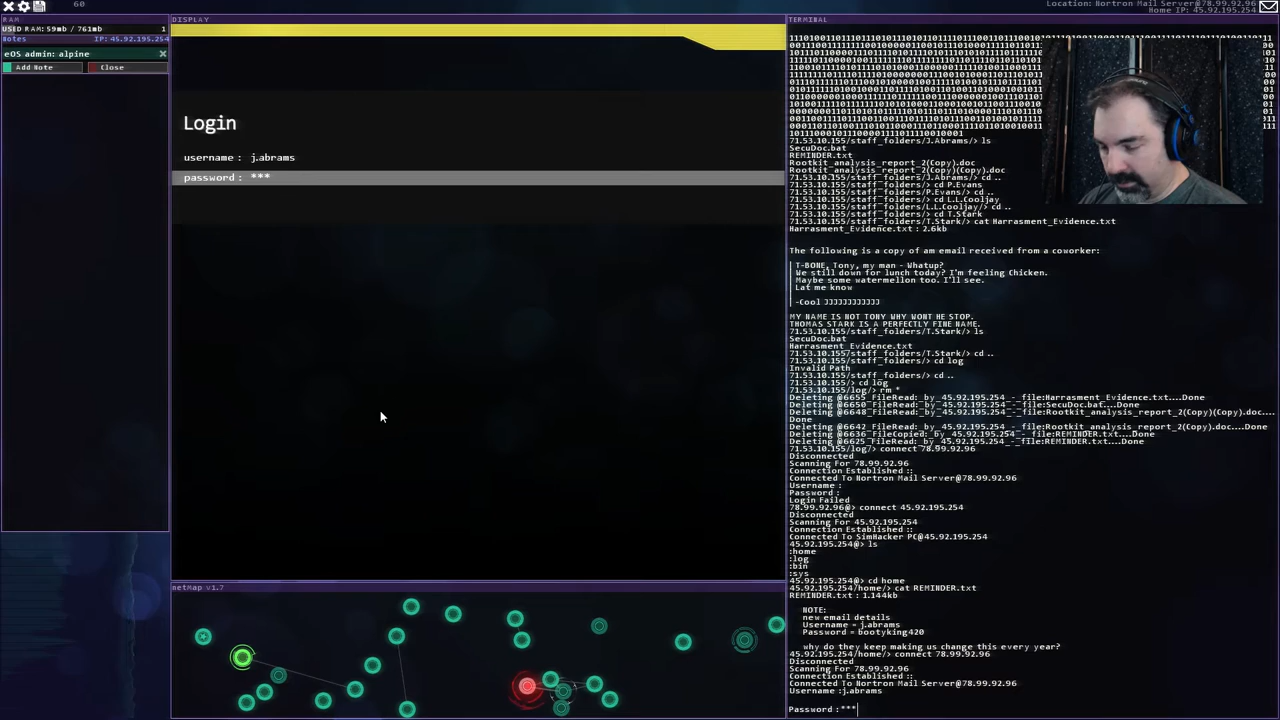 60
Location: Nortron Mail Server@78.99.92.96
Home IP: 45.92.195.254
RAM
USED RAM: 59mb / 761mb 1
Notes IP: 45.92.195.254
eOS admin: alpine
Add Note Close
DISPLAY
Login
username : j.abrams
password : ***
netMap v1.7
TERMINAL
71.53.10.155/staff_folders/J.Abrams/> ls
SecuDoc.bat
REMINDER.txt
Rootkit_analysis_report_2(Copy).doc
Rootkit_analysis_report_2(Copy)(Copy).doc
71.53.10.155/staff_folders/J.Abrams/> cd ..
71.53.10.155/staff_folders/> cd P.Evans
71.53.10.155/staff_folders/P.Evans/> cd ..
71.53.10.155/staff_folders/> cd L.L.Cooljay
71.53.10.155/staff_folders/L.L.Cooljay/> cd ..
71.53.10.155/staff_folders/> cd T.Stark
71.53.10.155/staff_folders/T.Stark/> cat Harrasment_Evidence.txt
Harrasment_Evidence.txt : 2.6kb
The following is a copy of am email received from a coworker:
T-BONE, Tony, my man - Whatup?
We still down for lunch today? I'm feeling Chicken.
Maybe some watermellon too. I'll see.
Lat me know
-Cool JJJJJJJJJJJJ
MY NAME IS NOT TONY WHY WONT HE STOP.
THOMAS STARK IS A PERFECTLY FINE NAME.
71.53.10.155/staff_folders/T.Stark/> ls
SecuDoc.bat
Harrasment_Evidence.txt
71.53.10.155/staff_folders/T.Stark/> cd ..
71.53.10.155/staff_folders/> cd log
Invalid Path
71.53.10.155/staff_folders/> cd ..
71.53.10.155/> cd log
71.53.10.155/log/> rm *
Deleting @6655_FileRead:_by_45.92.195.254_-_file:Harrasment_Evidence.txt....Done
Deleting @6650_FileRead:_by_45.92.195.254_-_file:SecuDoc.bat....Done
Deleting @6648_FileRead:_by_45.92.195.254_-_file:Rootkit_analysis_report_2(Copy)(Copy).doc....
Done
Deleting @6642_FileRead:_by_45.92.195.254_-_file:Rootkit_analysis_report_2(Copy).doc....Done
Deleting @6636_FileCopied:_by_45.92.195.254_-_file:REMINDER.txt....Done
Deleting @6625_FileRead:_by_45.92.195.254_-_file:REMINDER.txt....Done
71.53.10.155/log/> connect 78.99.92.96
Disconnected
Scanning For 78.99.92.96
Connection Established ::
Connected To Nortron Mail Server@78.99.92.96
Username :
Password :
Login Failed
78.99.92.96@> connect 45.92.195.254
Disconnected
Scanning For 45.92.195.254
Connection Established ::
Connected To SimHacker PC@45.92.195.254
45.92.195.254@> ls
:home
:log
:bin
:sys
45.92.195.254@> cd home
45.92.195.254/home/> cat REMINDER.txt
REMINDER.txt : 1.144kb
NOTE:
new email details
Username = j.abrams
Password = bootyking420
why do they keep making us change this every year?
45.92.195.254/home/> connect 78.99.92.96
Disconnected
Scanning For 78.99.92.96
Connection Established ::
Connected To Nortron Mail Server@78.99.92.96
Username :j.abrams
Password :***